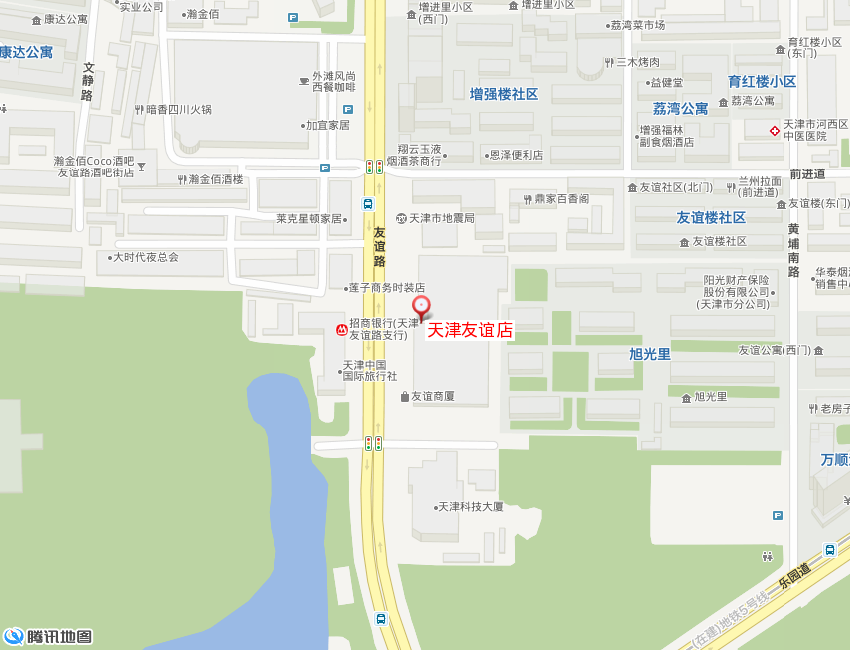 实业公司
瀚金佰
康达公寓
增进里小区
(西门)
增进里小区
荔湾菜市场
康达公寓
文静路
外滩风尚
西餐咖啡
三木烤肉
育红楼小区
(东门)
育红楼小区
益健堂
荔湾公寓
荔湾公寓
增强楼社区
暗香四川火锅
加宜家居
增强福林
副食烟酒店
天津市河西区
中医医院
瀚金佰Coco酒吧
友谊路酒吧街店
翔云玉液
烟酒茶商行
恩泽便利店
前进道
瀚金佰酒楼
友谊社区(北门)
兰州拉面
(前进道)
鼎家百香阁
友谊楼(东门)
莱克星顿家居
天津市地震局
友谊楼社区
友谊路
黄埔南路
友谊楼社区
大时代夜总会
莲子商务时装店
阳光财产保险
股份有限公司
(天津市分公司)
华泰烟酒
销售中心
招商银行(天津
友谊路支行)
天津友谊店
旭光里
友谊公寓(西门)
天津中国
国际旅行社
友谊商厦
旭光里
老房子
万顺
天津科技大厦
乐园道
(在建)地铁5号线
腾讯地图